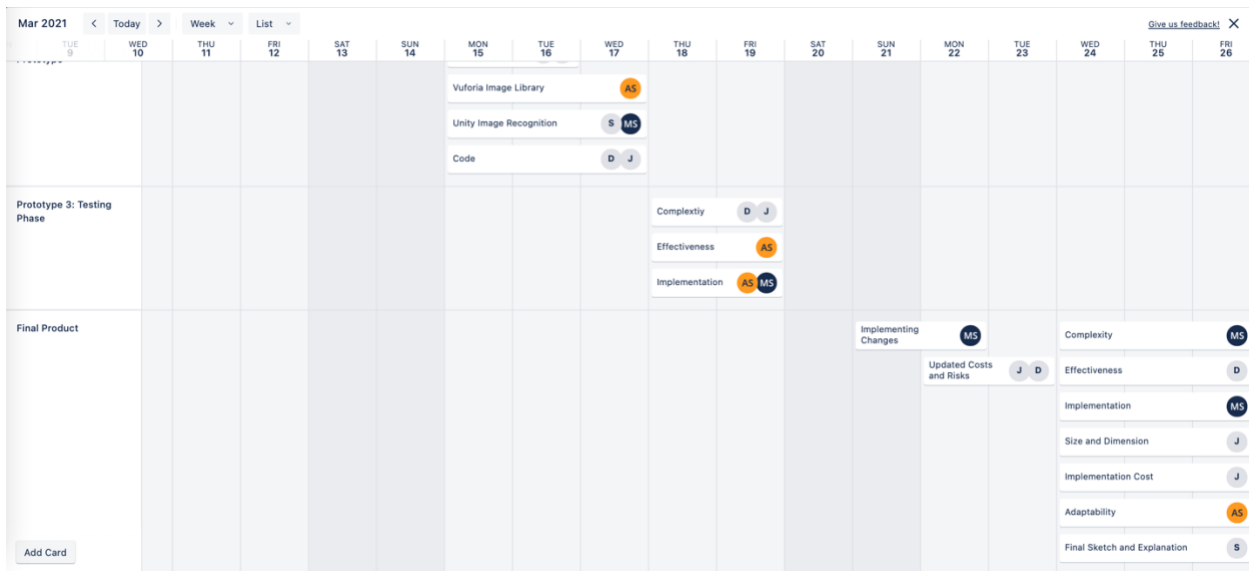 Mar 2021 < Today > Week List Give us feedback! X
TUE WED THU FRI SAT SUN MON TUE WED THU FRI SAT SUN MON TUE WED THU FRI
9 10 11 12 13 14 15 16 17 18 19 20 21 22 23 24 25 26
Vuforia Image Library AS
Unity Image Recognition S MS
Code D J
Prototype 3: Testing
Phase
Complextiy D J
Effectiveness AS
Implementation AS MS
Final Product
Implementing
Changes MS
Updated Costs
and Risks J D
Complexity MS
Effectiveness D
Implementation MS
Size and Dimension J
Implementation Cost J
Adaptability AS
Final Sketch and Explanation S
Add Card